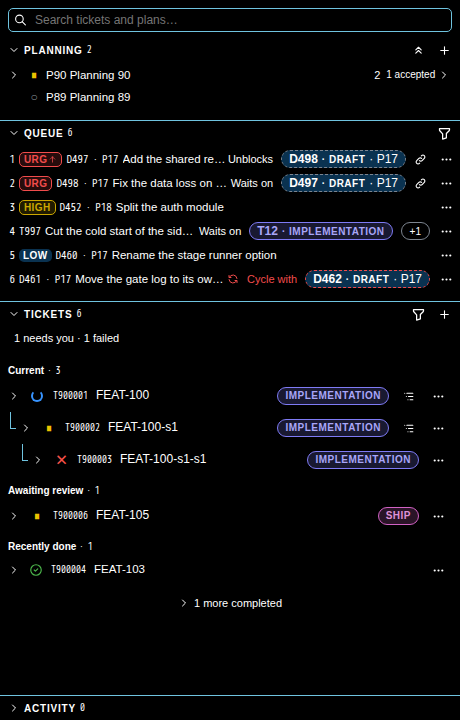 Search tickets and plans…
PLANNING 2
P90 Planning 90 2 1 accepted
P89 Planning 89
QUEUE 6
1 URG↑ D497 · P17 Add the shared re… Unblocks D498 · DRAFT · P17
2 URG D498 · P17 Fix the data loss on … Waits on D497 · DRAFT · P17
3 HIGH D452 · P18 Split the auth module
4 T997 Cut the cold start of the sid… Waits on T12 · IMPLEMENTATION +1
5 LOW D460 · P17 Rename the stage runner option
6 D461 · P17 Move the gate log to its ow… Cycle with D462 · DRAFT · P17
TICKETS 6
1 needs you · 1 failed
Current · 3
T900001 FEAT-100 IMPLEMENTATION
T900002 FEAT-100-s1 IMPLEMENTATION
T900003 FEAT-100-s1-s1 IMPLEMENTATION
Awaiting review · 1
T900006 FEAT-105 SHIP
Recently done · 1
T900004 FEAT-103
1 more completed
ACTIVITY 0